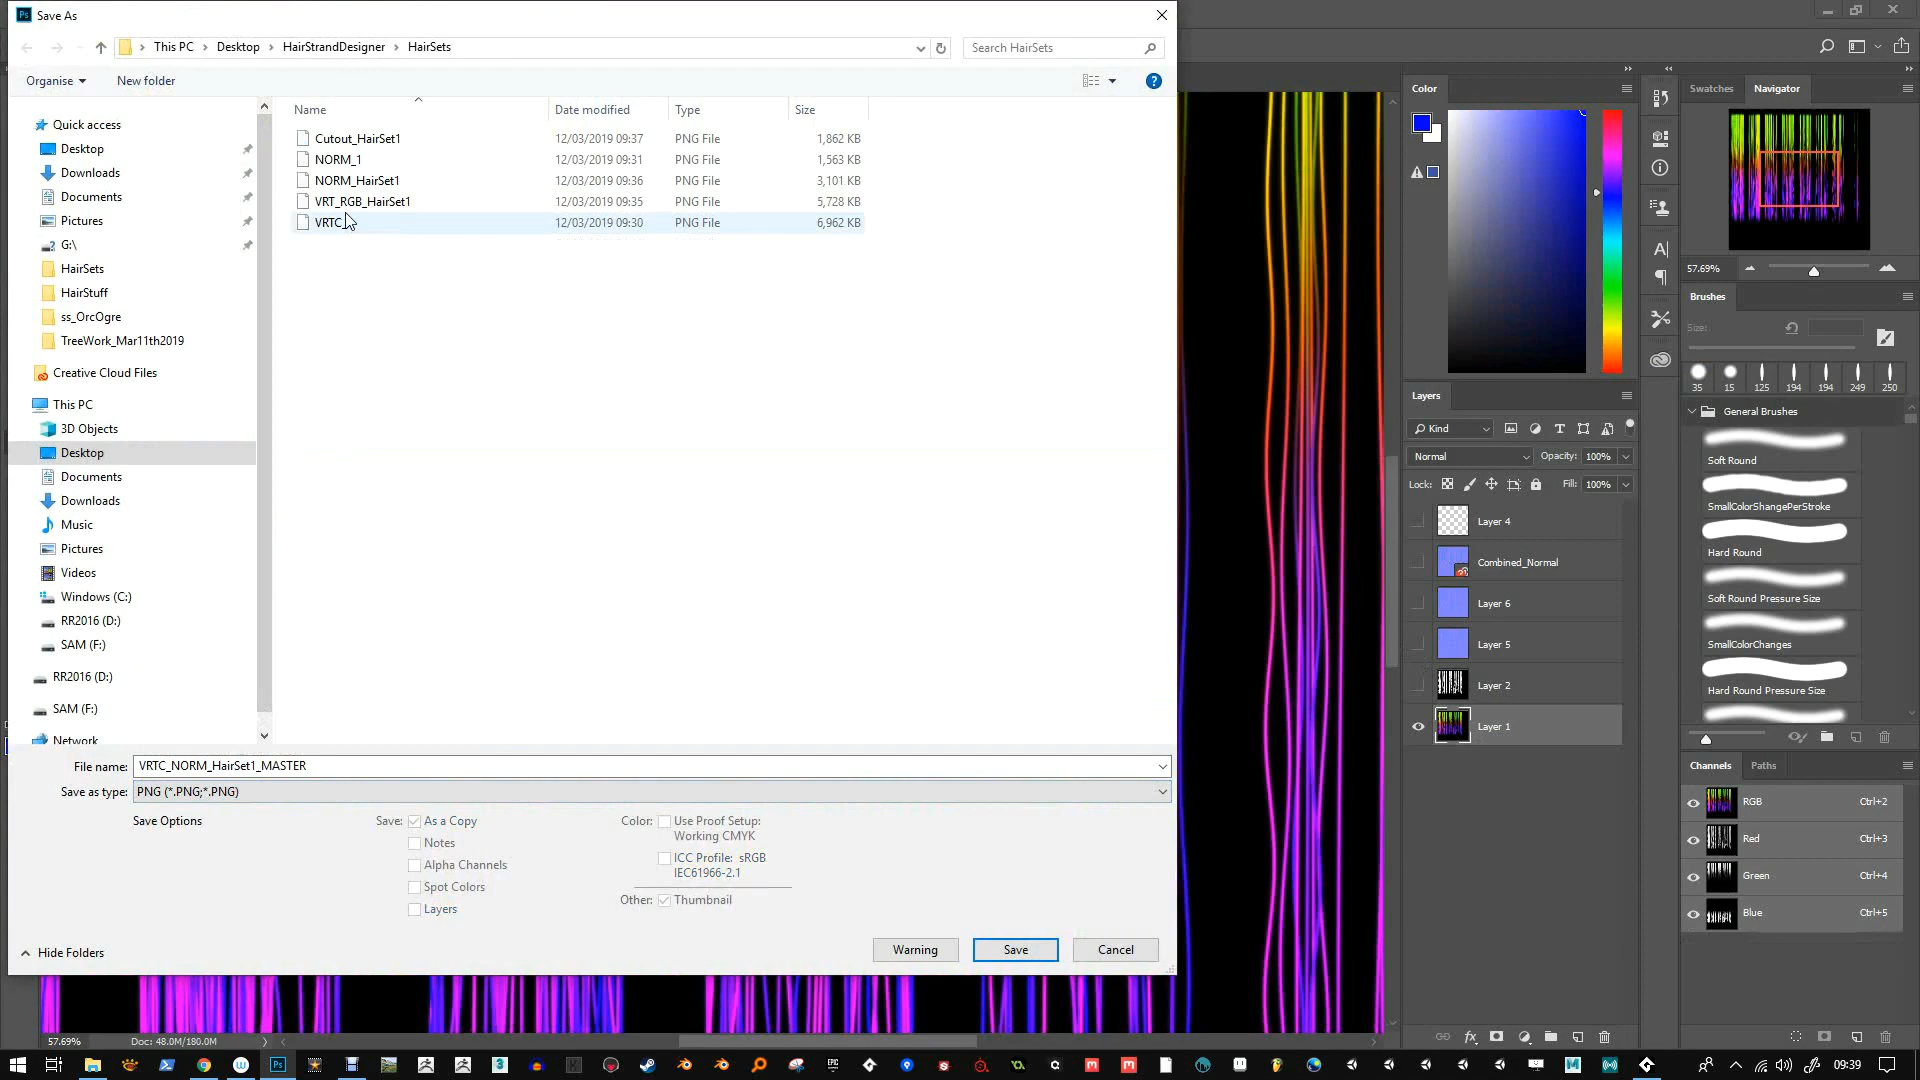 Save As
This PC > Desktop > HairStrandDesigner > HairSets
Search HairSets
Organise
New folder
Name
Date modified
Type
Size
Cutout_HairSet1 12/03/2019 09:37 PNG File 1,862 KB
NORM_1 12/03/2019 09:31 PNG File 1,563 KB
NORM_HairSet1 12/03/2019 09:36 PNG File 3,101 KB
VRT_RGB_HairSet1 12/03/2019 09:35 PNG File 5,728 KB
VRTC_ 12/03/2019 09:30 PNG File 6,962 KB
Quick access
Desktop
Downloads
Documents
Pictures
G:\
HairSets
HairStuff
ss_OrcOgre
TreeWork_Mar11th2019
Creative Cloud Files
This PC
3D Objects
Desktop
Documents
Downloads
Music
Pictures
Videos
Windows (C:)
RR2016 (D:)
SAM (F:)
RR2016 (D:)
SAM (F:)
Network
File name: VRTC_NORM_HairSet1_MASTER
Save as type: PNG (*.PNG;*.PNG)
Save Options
Save: As a Copy
Notes
Alpha Channels
Spot Colors
Layers
Color: Use Proof Setup:
Working CMYK
ICC Profile: sRGB
IEC61966-2.1
Other: Thumbnail
Hide Folders
Warning
Save
Cancel
57.69%
Doc: 48.0M/180.0M
Color
Layers
Kind
Normal
Opacity: 100%
Lock:
Fill: 100%
Layer 4
Combined_Normal
Layer 6
Layer 5
Layer 2
Layer 1
Swatches
Navigator
57.69%
Brushes
Size:
35 15 125 194 194 249 250
General Brushes
Soft Round
SmallColorShangePerStroke
Hard Round
Soft Round Pressure Size
SmallColorChanges
Hard Round Pressure Size
Channels
Paths
RGB Ctrl+2
Red Ctrl+3
Green Ctrl+4
Blue Ctrl+5
09:39